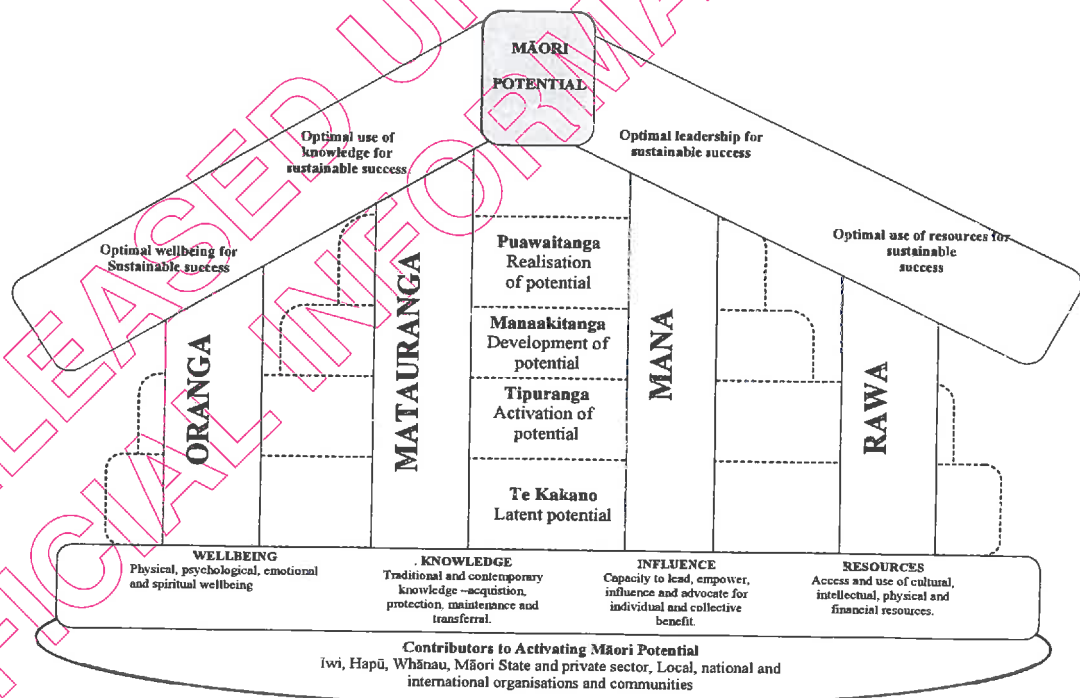 MĀORI
POTENTIAL
Optimal use of
knowledge for
sustainable success
Optimal leadership for
sustainable success
Optimal wellbeing for
Sustainable success
Optimal use of resources for
sustainable
success
ORANGA
MATAURANGA
MANA
RAWA
Puawaitanga
Realisation
of potential
Manaakitanga
Development of
potential
Tipuranga
Activation of
potential
Te Kakano
Latent potential
WELLBEING
Physical, psychological, emotional
and spiritual wellbeing
. KNOWLEDGE
Traditional and contemporary
knowledge –acquistion,
protection, maintenance and
transferral.
INFLUENCE
Capacity to lead, empower,
influence and advocate for
individual and collective
benefit.
RESOURCES
Access and use of cultural,
intellectual, physical and
financial resources.
Contributors to Activating Māori Potential
Iwi, Hapū, Whānau, Māori State and private sector, Local, national and
international organisations and communities